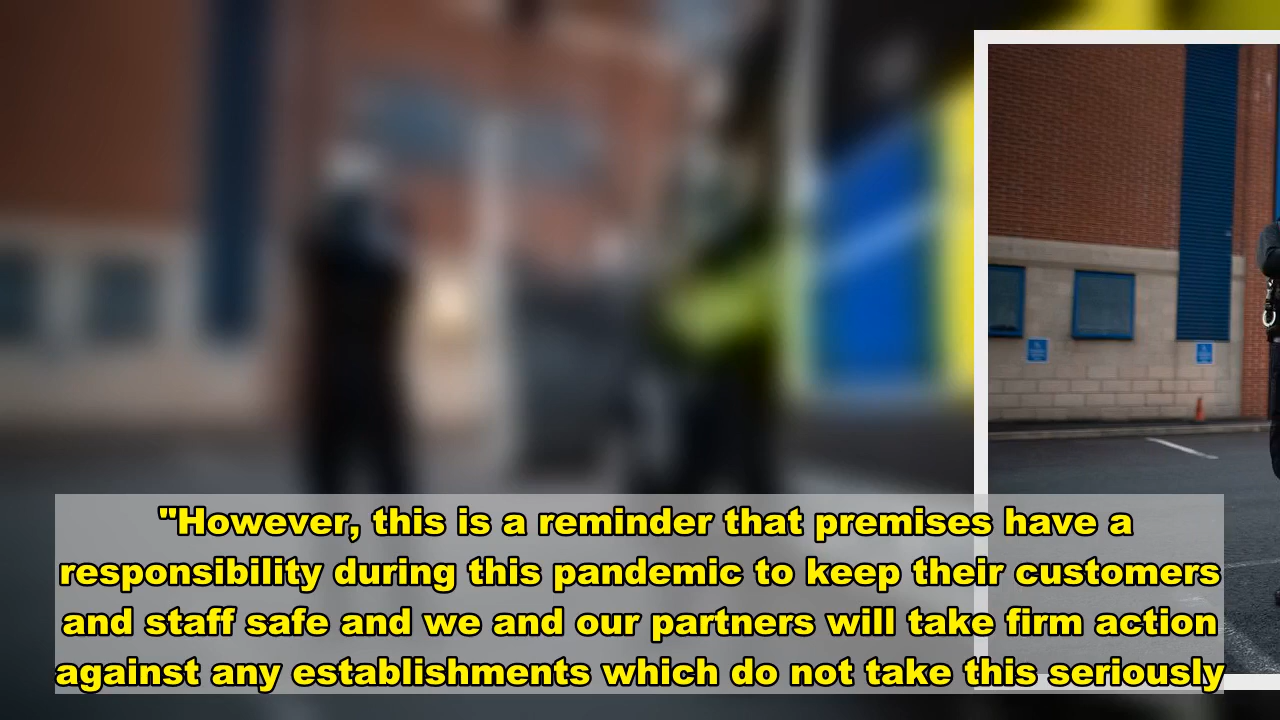 "However, this is a reminder that premises have a
responsibility during this pandemic to keep their customers
and staff safe and we and our partners will take firm action
against any establishments which do not take this seriously